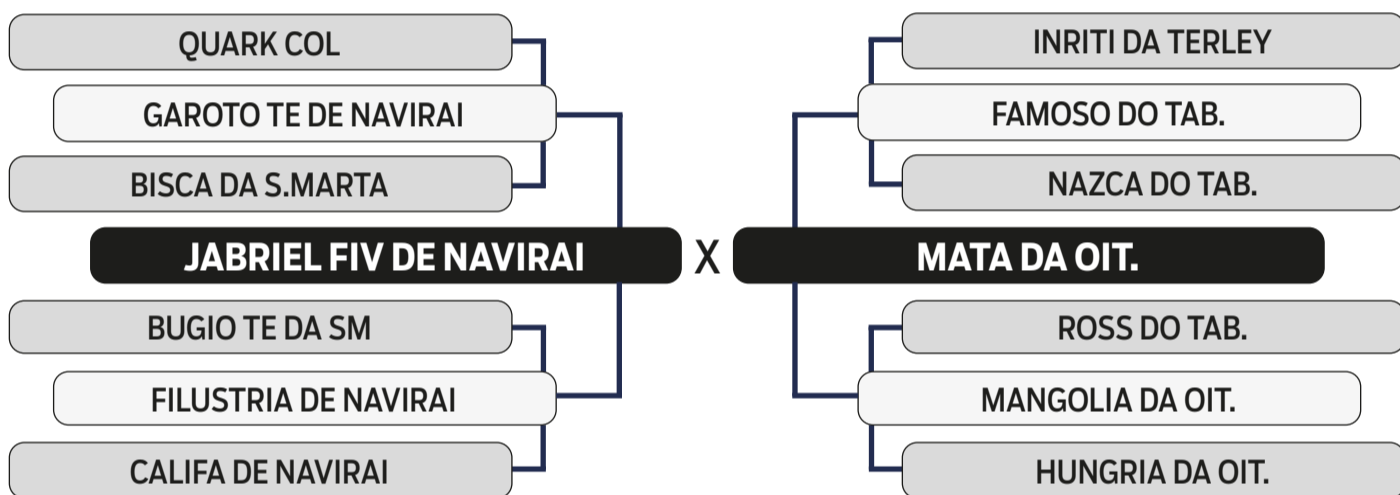 QUARK COL
GAROTO TE DE NAVIRAI
BISCA DA S.MARTA
JABRIEL FIV DE NAVIRAI
BUGIO TE DA SM
FILUSTRIA DE NAVIRAI
CALIFA DE NAVIRAI
X
INRITI DA TERLEY
FAMOSO DO TAB.
NAZCA DO TAB.
MATA DA OIT.
ROSS DO TAB.
MANGOLIA DA OIT.
HUNGRIA DA OIT.